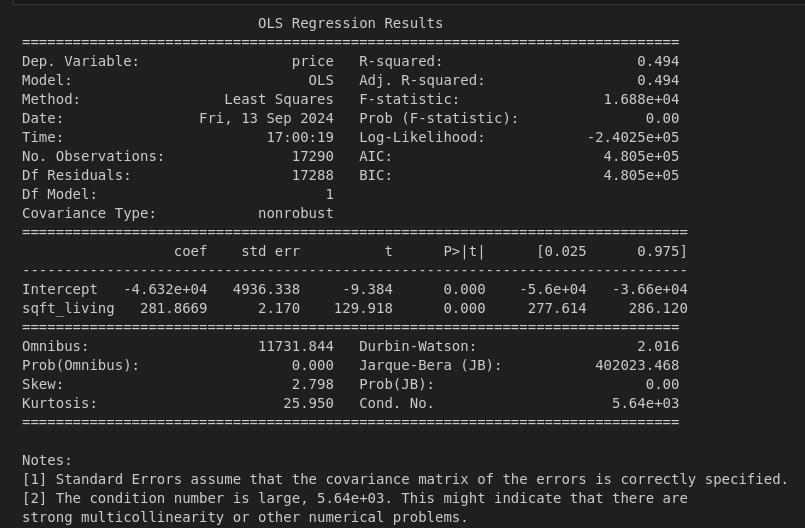 OLS Regression Results
==============================================================================
Dep. Variable:                  price   R-squared:                       0.494
Model:                            OLS   Adj. R-squared:                  0.494
Method:                 Least Squares   F-statistic:                 1.688e+04
Date:                Fri, 13 Sep 2024   Prob (F-statistic):               0.00
Time:                        17:00:19   Log-Likelihood:            -2.4025e+05
No. Observations:               17290   AIC:                         4.805e+05
Df Residuals:                   17288   BIC:                         4.805e+05
Df Model:                           1
Covariance Type:            nonrobust
===============================================================================
                  coef    std err          t      P>|t|      [0.025      0.975]
-------------------------------------------------------------------------------
Intercept   -4.632e+04   4936.338     -9.384      0.000    -5.6e+04   -3.66e+04
sqft_living   281.8669      2.170    129.918      0.000     277.614     286.120
==============================================================================
Omnibus:                    11731.844   Durbin-Watson:                   2.016
Prob(Omnibus):                  0.000   Jarque-Bera (JB):           402023.468
Skew:                           2.798   Prob(JB):                         0.00
Kurtosis:                      25.950   Cond. No.                     5.64e+03
==============================================================================

Notes:
[1] Standard Errors assume that the covariance matrix of the errors is correctly specified.
[2] The condition number is large, 5.64e+03. This might indicate that there are
strong multicollinearity or other numerical problems.